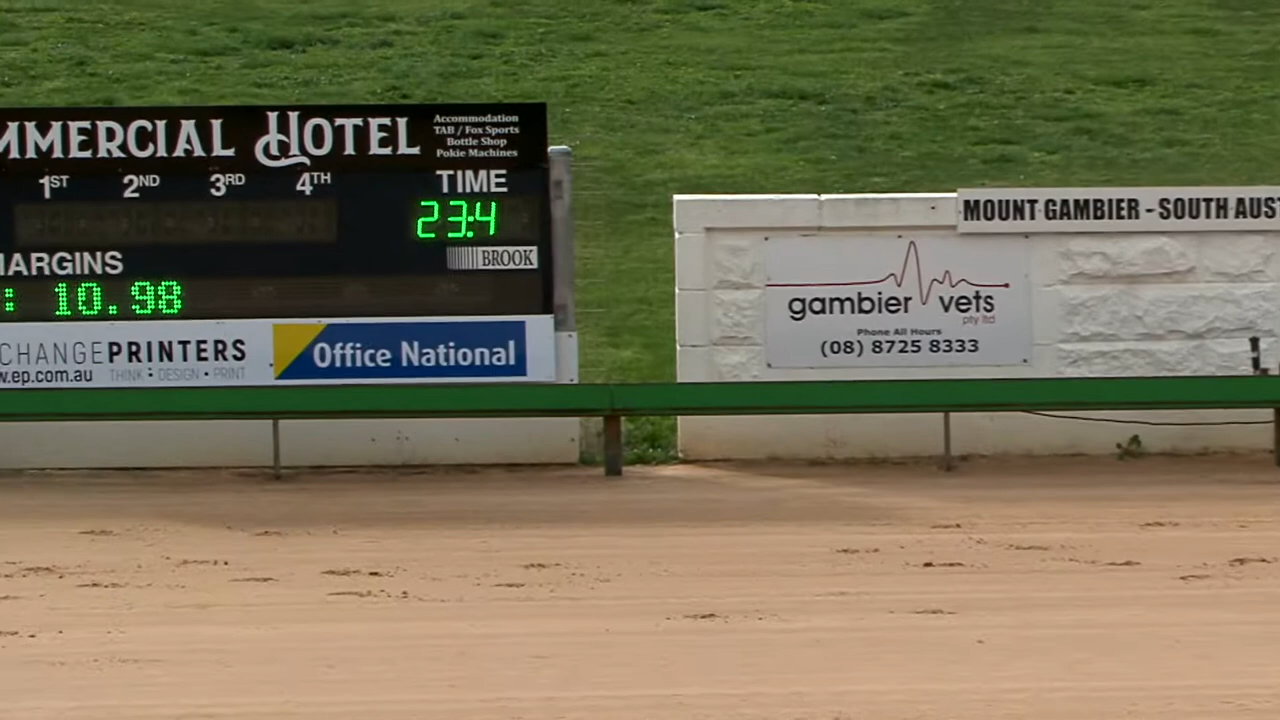 MMERCIAL HOTEL
Accommodation
TAB / Fox Sports
Bottle Shop
Pokie Machines
1ST 2ND 3RD 4TH TIME
23:4
BROOK
ARGINS
: 10.98
CHANGEPRINTERS
w.ep.com.au THINK : DESIGN • PRINT
Office National
MOUNT GAMBIER - SOUTH AUST
gambier vets
pty ltd
Phone All Hours
(08) 8725 8333